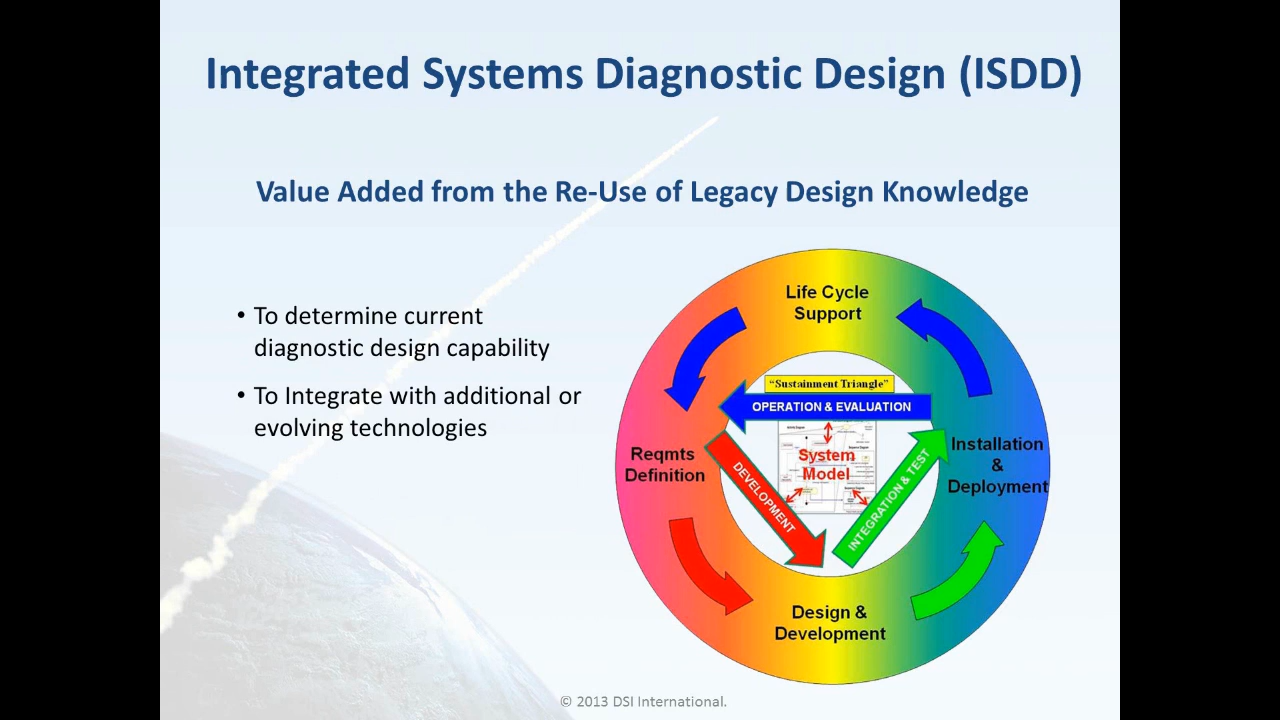 Integrated Systems Diagnostic Design (ISDD)
Value Added from the Re-Use of Legacy Design Knowledge
• To determine current
diagnostic design capability
• To Integrate with additional or
evolving technologies
Life Cycle
Support
"Sustainment Triangle"
OPERATION & EVALUATION
Reqmts
Definition
DEVELOPMENT
System
Model
INTEGRATION & TEST
Installation
&
Deployment
Design &
Development
© 2013 DSI International.